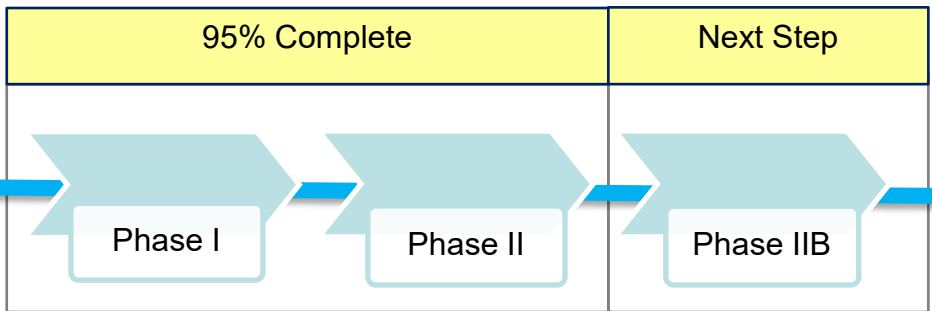 95% Complete
Next Step
Phase I
Phase II
Phase IIB